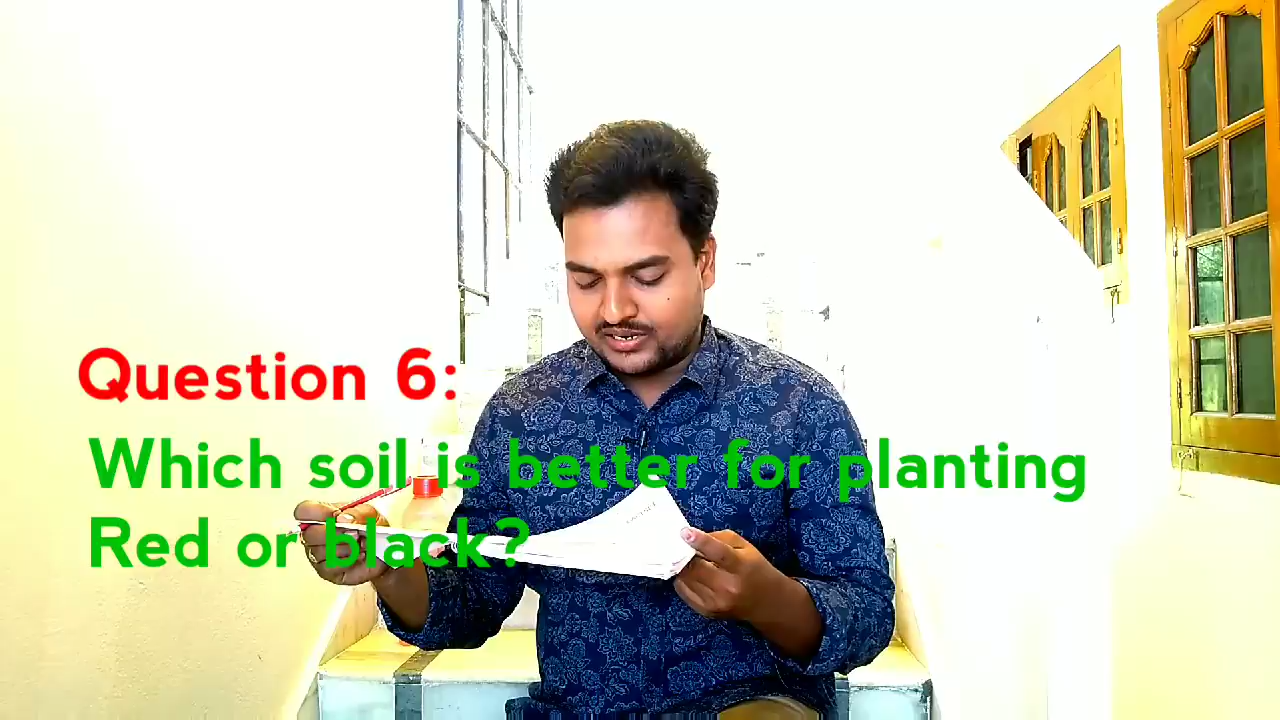 Question 6:
Which soil is better for planting
Red or black?